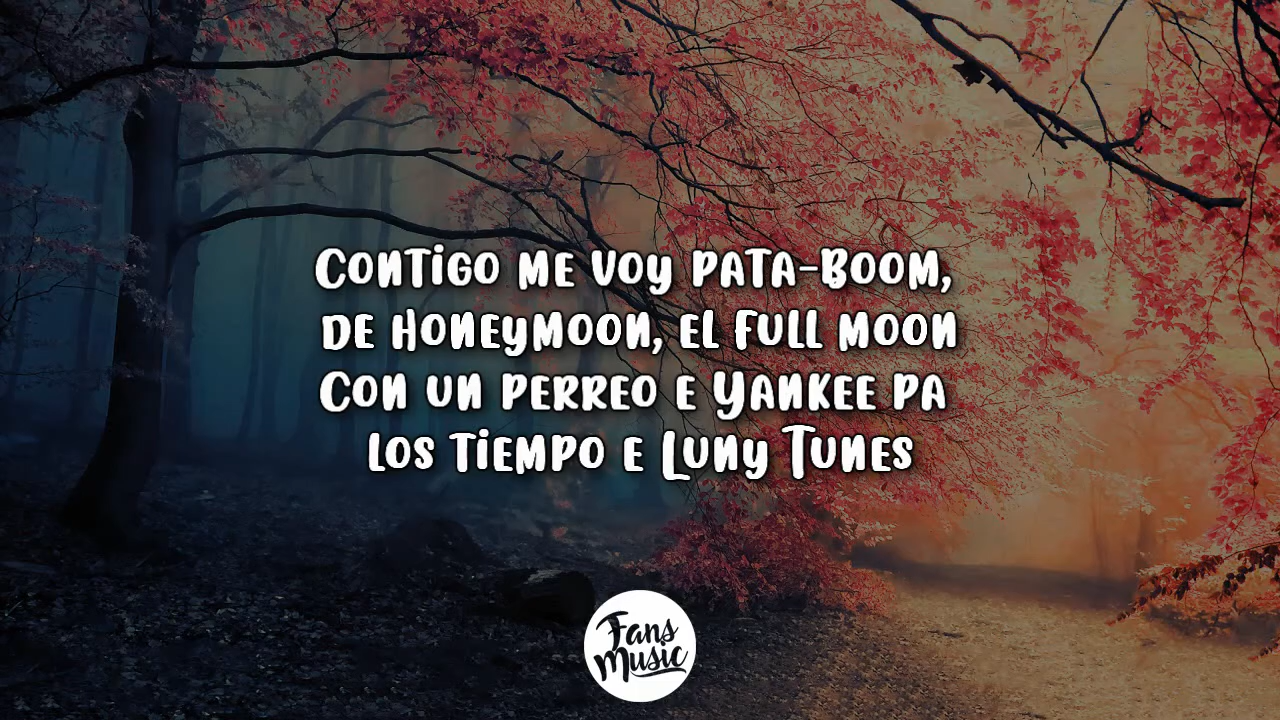 Contigo me voy pata-Boom,
de honeymoon, el full moon
Con un perreo e Yankee pa
los tiempo e Luny Tunes
Fans
Music